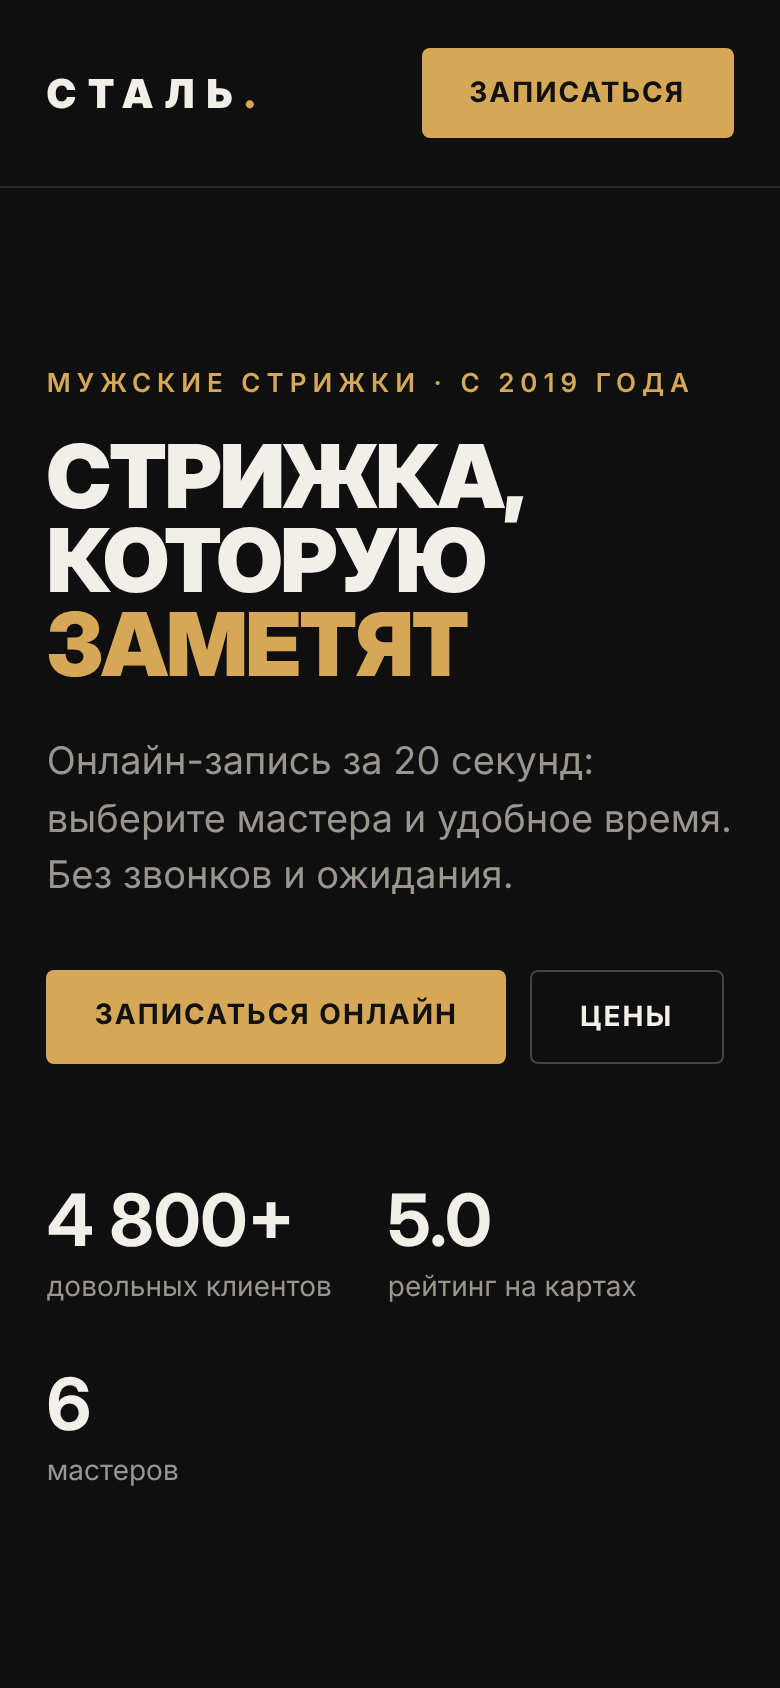 СТАЛЬ.
ЗАПИСАТЬСЯ
МУЖСКИЕ СТРИЖКИ · С 2019 ГОДА
СТРИЖКА,
КОТОРУЮ
ЗАМЕТЯТ
Онлайн-запись за 20 секунд:
выберите мастера и удобное время.
Без звонков и ожидания.
ЗАПИСАТЬСЯ ОНЛАЙН
ЦЕНЫ
4 800+
довольных клиентов
5.0
рейтинг на картах
6
мастеров